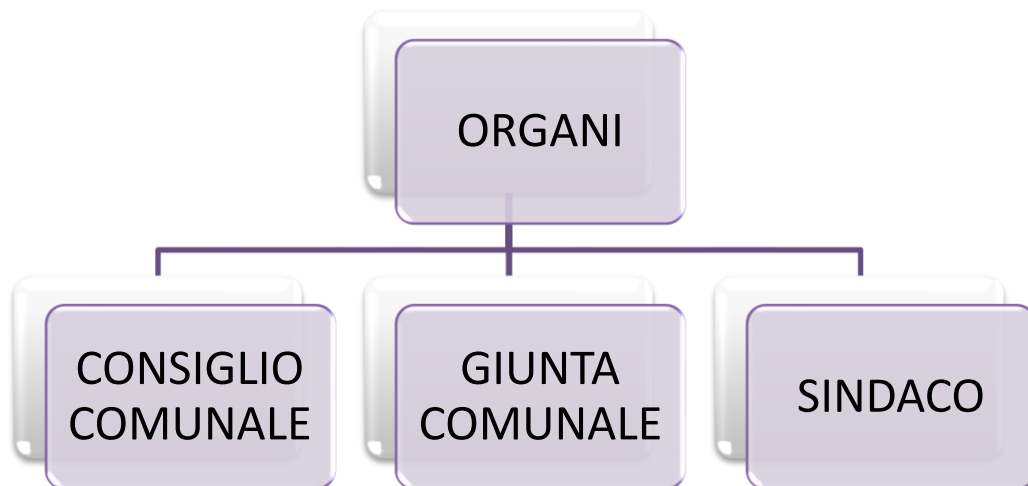 ORGANI
CONSIGLIO
COMUNALE
GIUNTA
COMUNALE
SINDACO